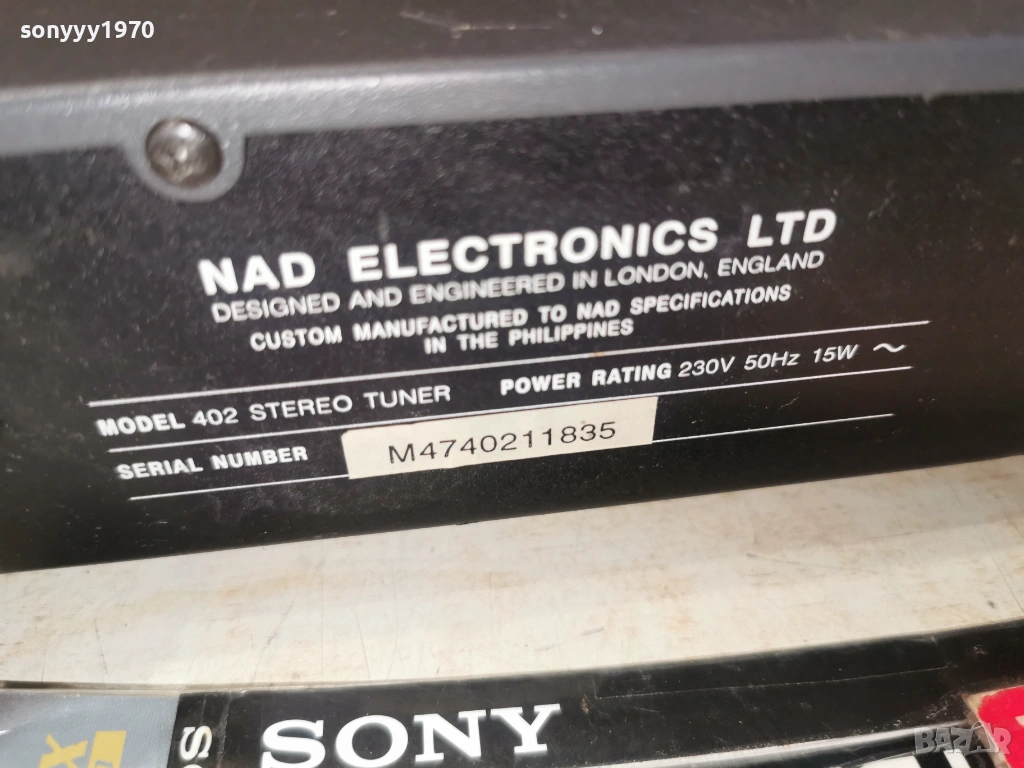 sonyyy1970
NAD ELECTRONICS LTD
DESIGNED AND ENGINEERED IN LONDON, ENGLAND
CUSTOM MANUFACTURED TO NAD SPECIFICATIONS
IN THE PHILIPPINES
MODEL 402 STEREO TUNER POWER RATING 230V 50Hz 15W ~
SERIAL NUMBER M4740211835
SONY
BAZAR